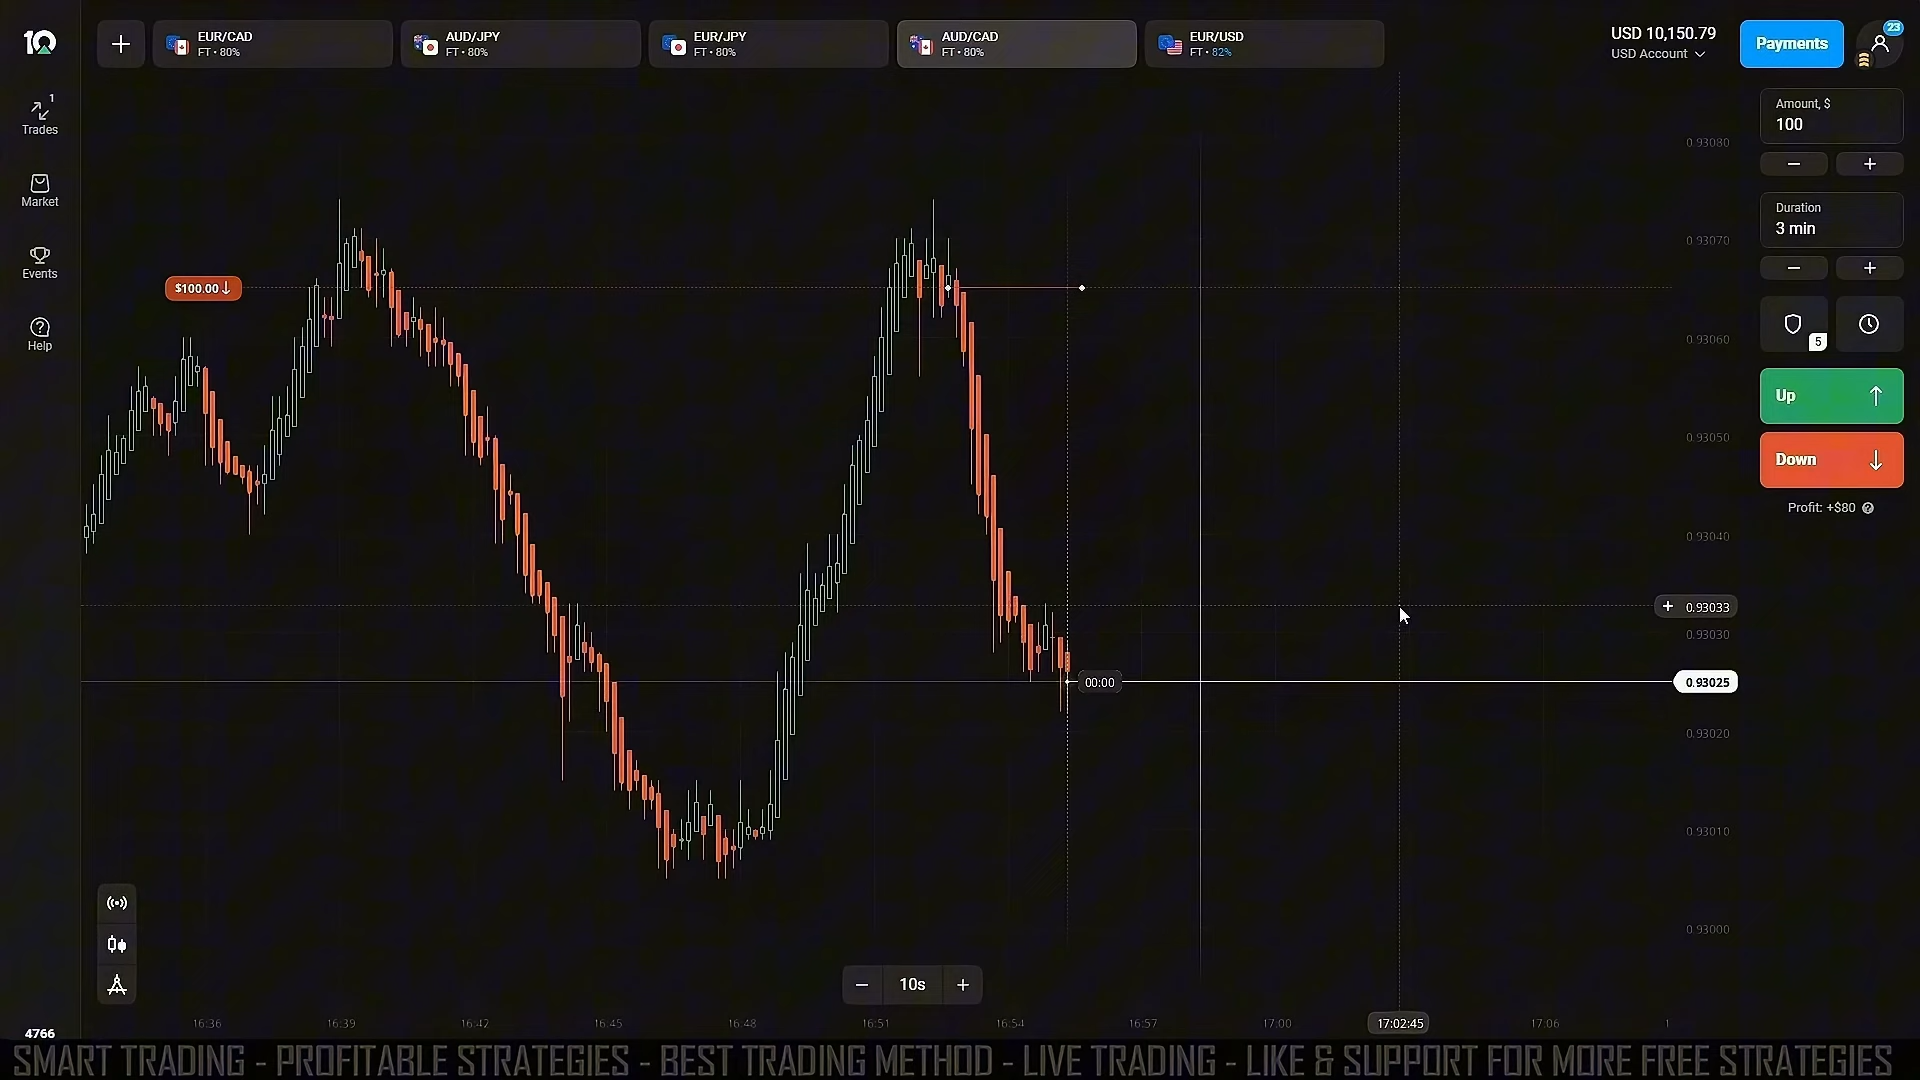 10
EUR/CAD
FT • 80%
AUD/JPY
FT • 80%
EUR/JPY
FT • 80%
AUD/CAD
FT • 80%
EUR/USD
FT • 82%
USD 10,150.79
USD Account
Payments
23
1
Trades
Market
Events
Help
Amount, $
100
Duration
3 min
5
Up
Down
Profit: +$80
$100.00
0.93080
0.93070
0.93060
0.93050
0.93040
0.93033
0.93030
00:00
0.93025
0.93020
0.93010
0.93000
10s
16:36
16:39
16:42
16:45
16:48
16:51
16:54
16:57
17:00
17:02:45
17:06
1
4766
SMART TRADING - PROFITABLE STRATEGIES - BEST TRADING METHOD - LIVE TRADING - LIKE & SUPPORT FOR MORE FREE STRATEGIES